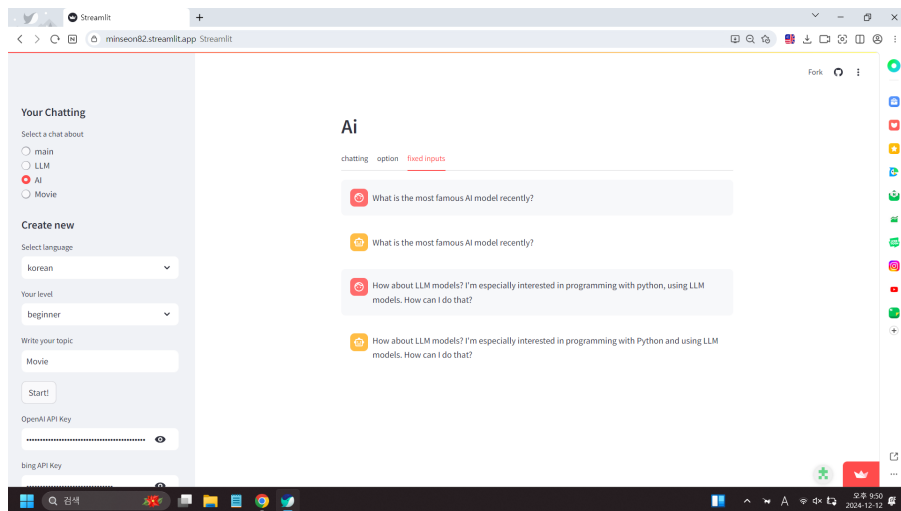 Streamlit
minseon82.streamlit.app Streamlit
Fork
Your Chatting
Select a chat about
main
LLM
AI
Movie
Create new
Select language
korean
Your level
beginner
Write your topic
Movie
Start!
OpenAI API Key
bing API Key
Ai
chatting option fixed inputs
What is the most famous AI model recently?
What is the most famous AI model recently?
How about LLM models? I'm especially interested in programming with python, using LLM
models. How can I do that?
How about LLM models? I'm especially interested in programming with Python and using LLM
models. How can I do that?
검색
A
오후 9:50
2024-12-12